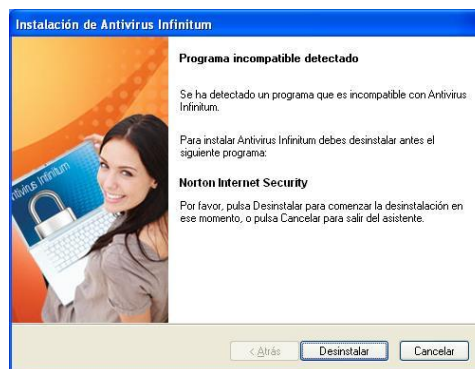 Instalación de Antivirus Infinitum
Programa incompatible detectado
Se ha detectado un programa que es incompatible con Antivirus
Infinitum.
Para instalar Antivirus Infinitum debes desinstalar antes el
siguiente programa:
Norton Internet Security
Por favor, pulsa Desinstalar para comenzar la desinstalación en
ese momento, o pulsa Cancelar para salir del asistente.
Antivirus Infinitum
< Atrás
Desinstalar
Cancelar